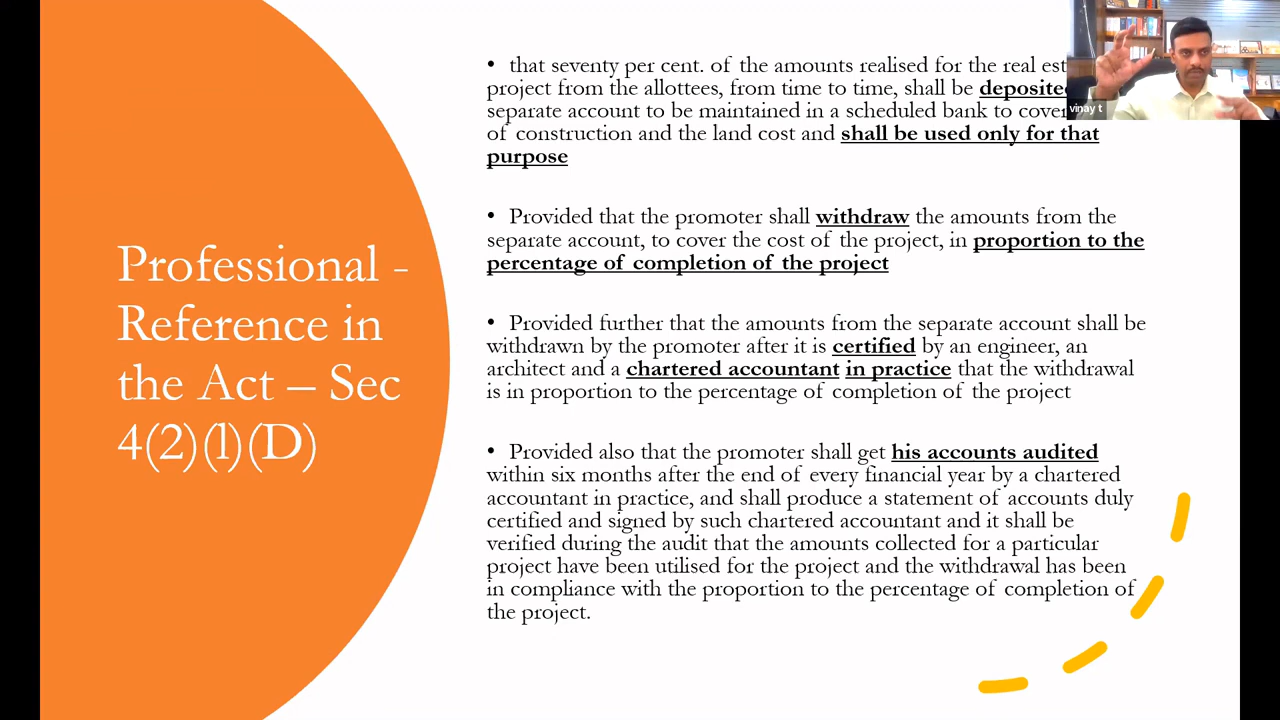 Professional -
Reference in
the Act – Sec
4(2)(l)(D)
• that seventy per cent. of the amounts realised for the real
project from the allottees, from time to time, shall be
separate account to be maintained in a scheduled bank to
of construction and the land cost and shall be used only for that
purpose
• Provided that the promoter shall withdraw the amounts from the
separate account, to cover the cost of the project, in proportion to the
percentage of completion of the project
• Provided further that the amounts from the separate account shall be
withdrawn by the promoter after it is certified by an engineer, an
architect and a chartered accountant in practice that the withdrawal
is in proportion to the percentage of completion of the project
• Provided also that the promoter shall get his accounts audited
within six months after the end of every financial year by a chartered
accountant in practice, and shall produce a statement of accounts duly
certified and signed by such chartered accountant and it shall be
verified during the audit that the amounts collected for a particular
project have been utilised for the project and the withdrawal has been
in compliance with the proportion to the percentage of completion of
the project.
vinay t